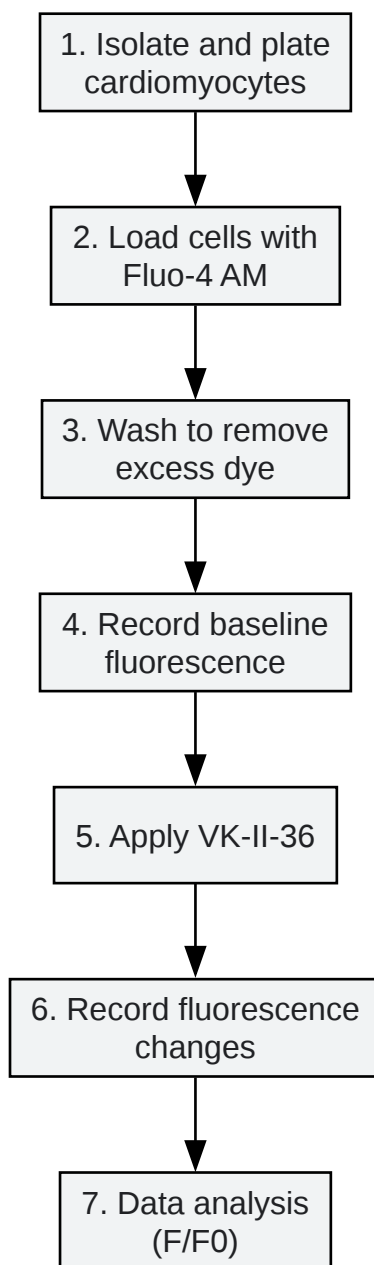 1. Isolate and plate
cardiomyocytes
2. Load cells with
Fluo-4 AM
3. Wash to remove
excess dye
4. Record baseline
fluorescence
5. Apply VK-II-36
6. Record fluorescence
changes
7. Data analysis
(F/F0)